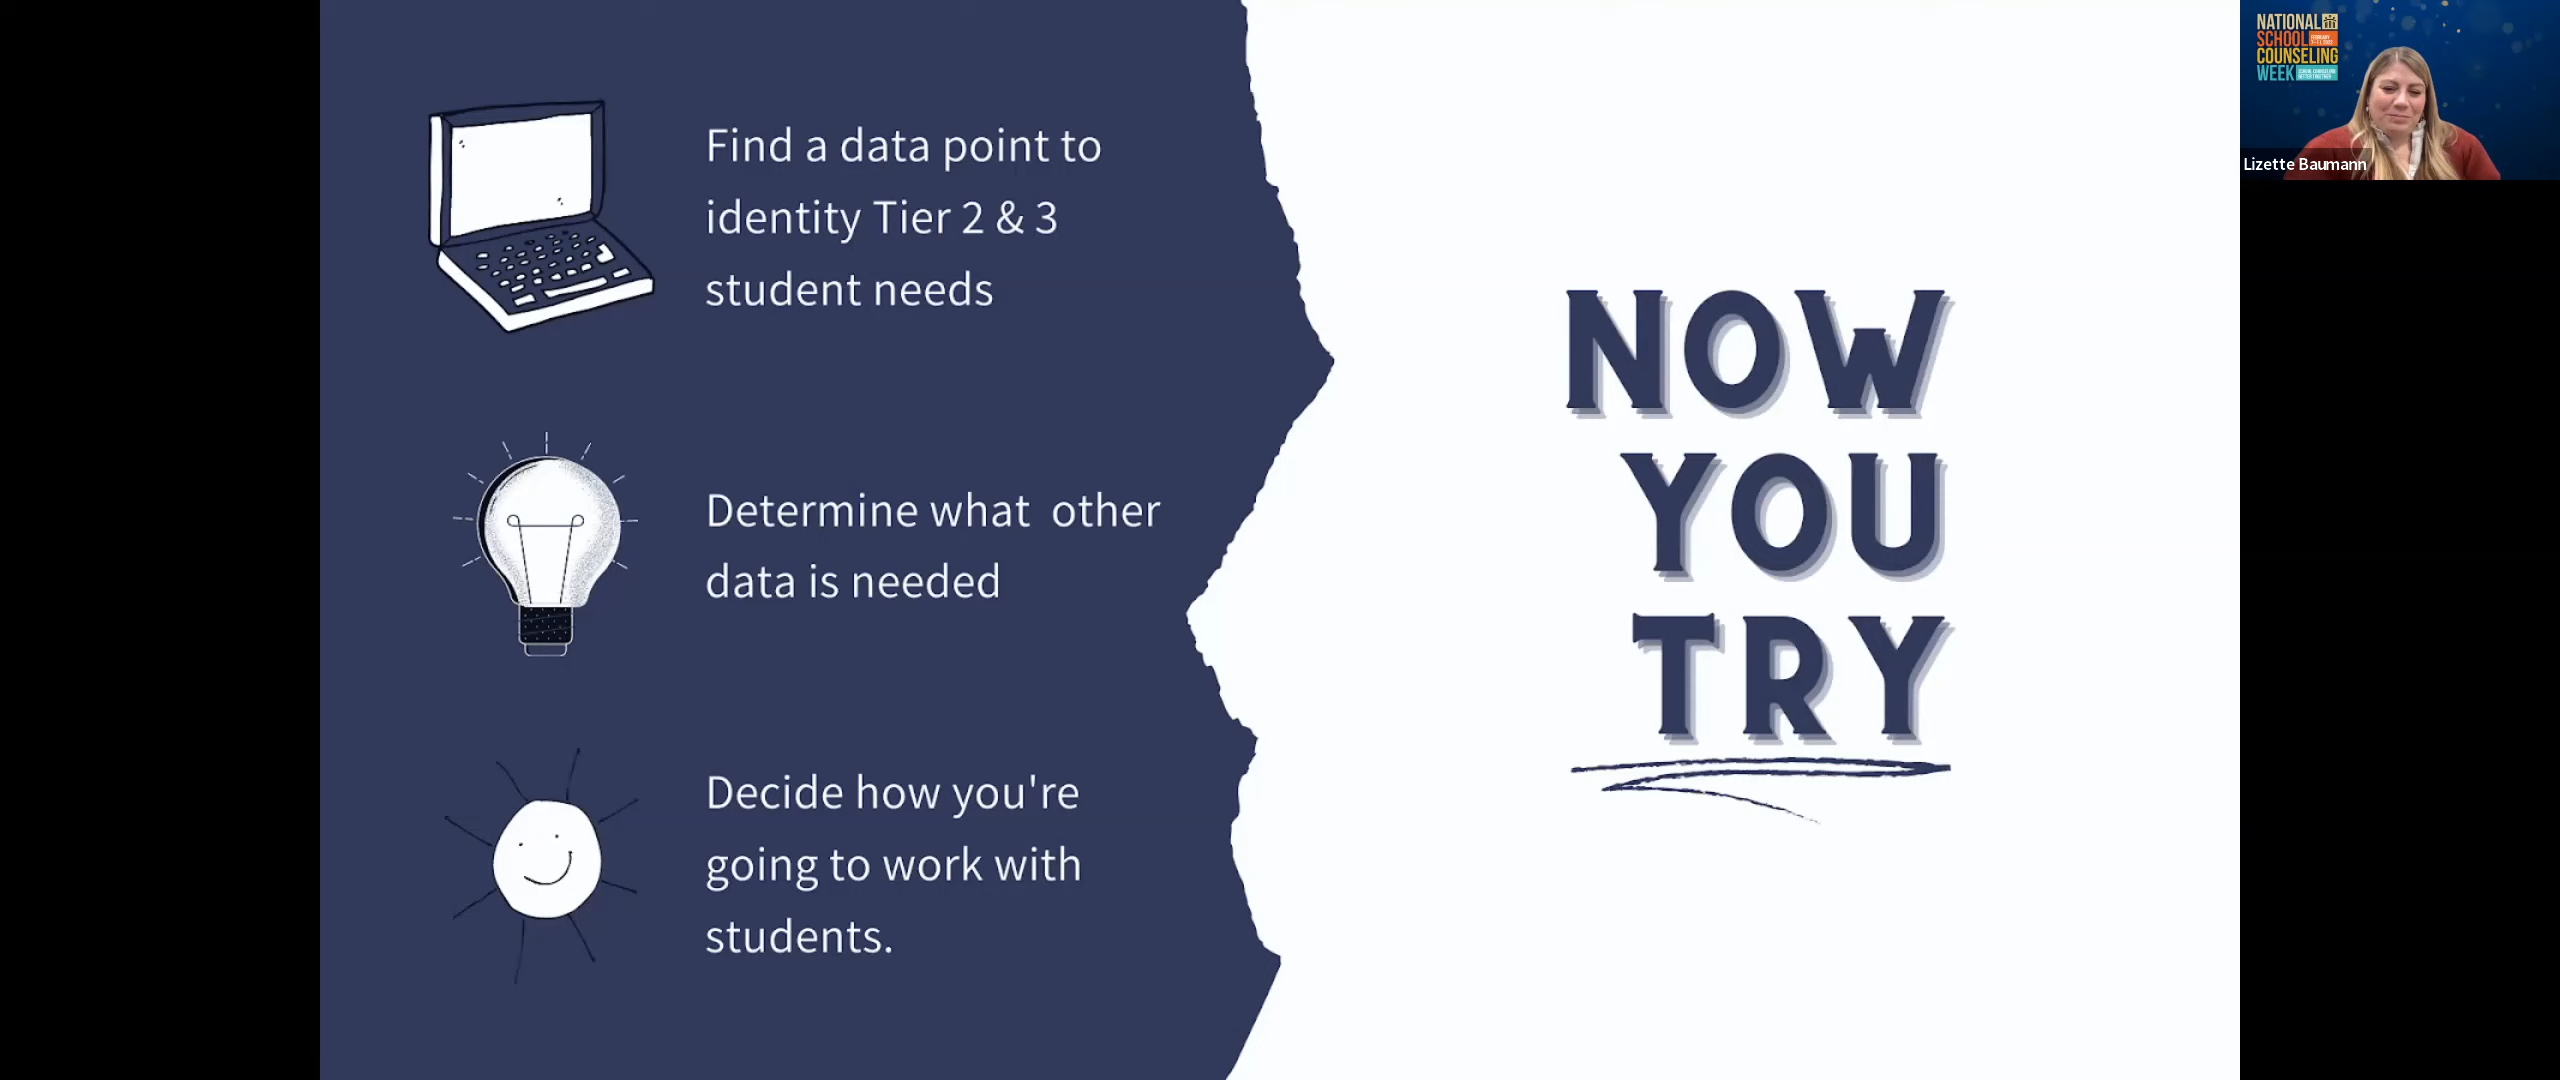 Find a data point to
identity Tier 2 & 3
student needs
Determine what  other
data is needed
Decide how you're
going to work with
students.
NOW
YOU
TRY
NATIONAL
SCHOOL
COUNSELING
WEEK
Lizette Baumann